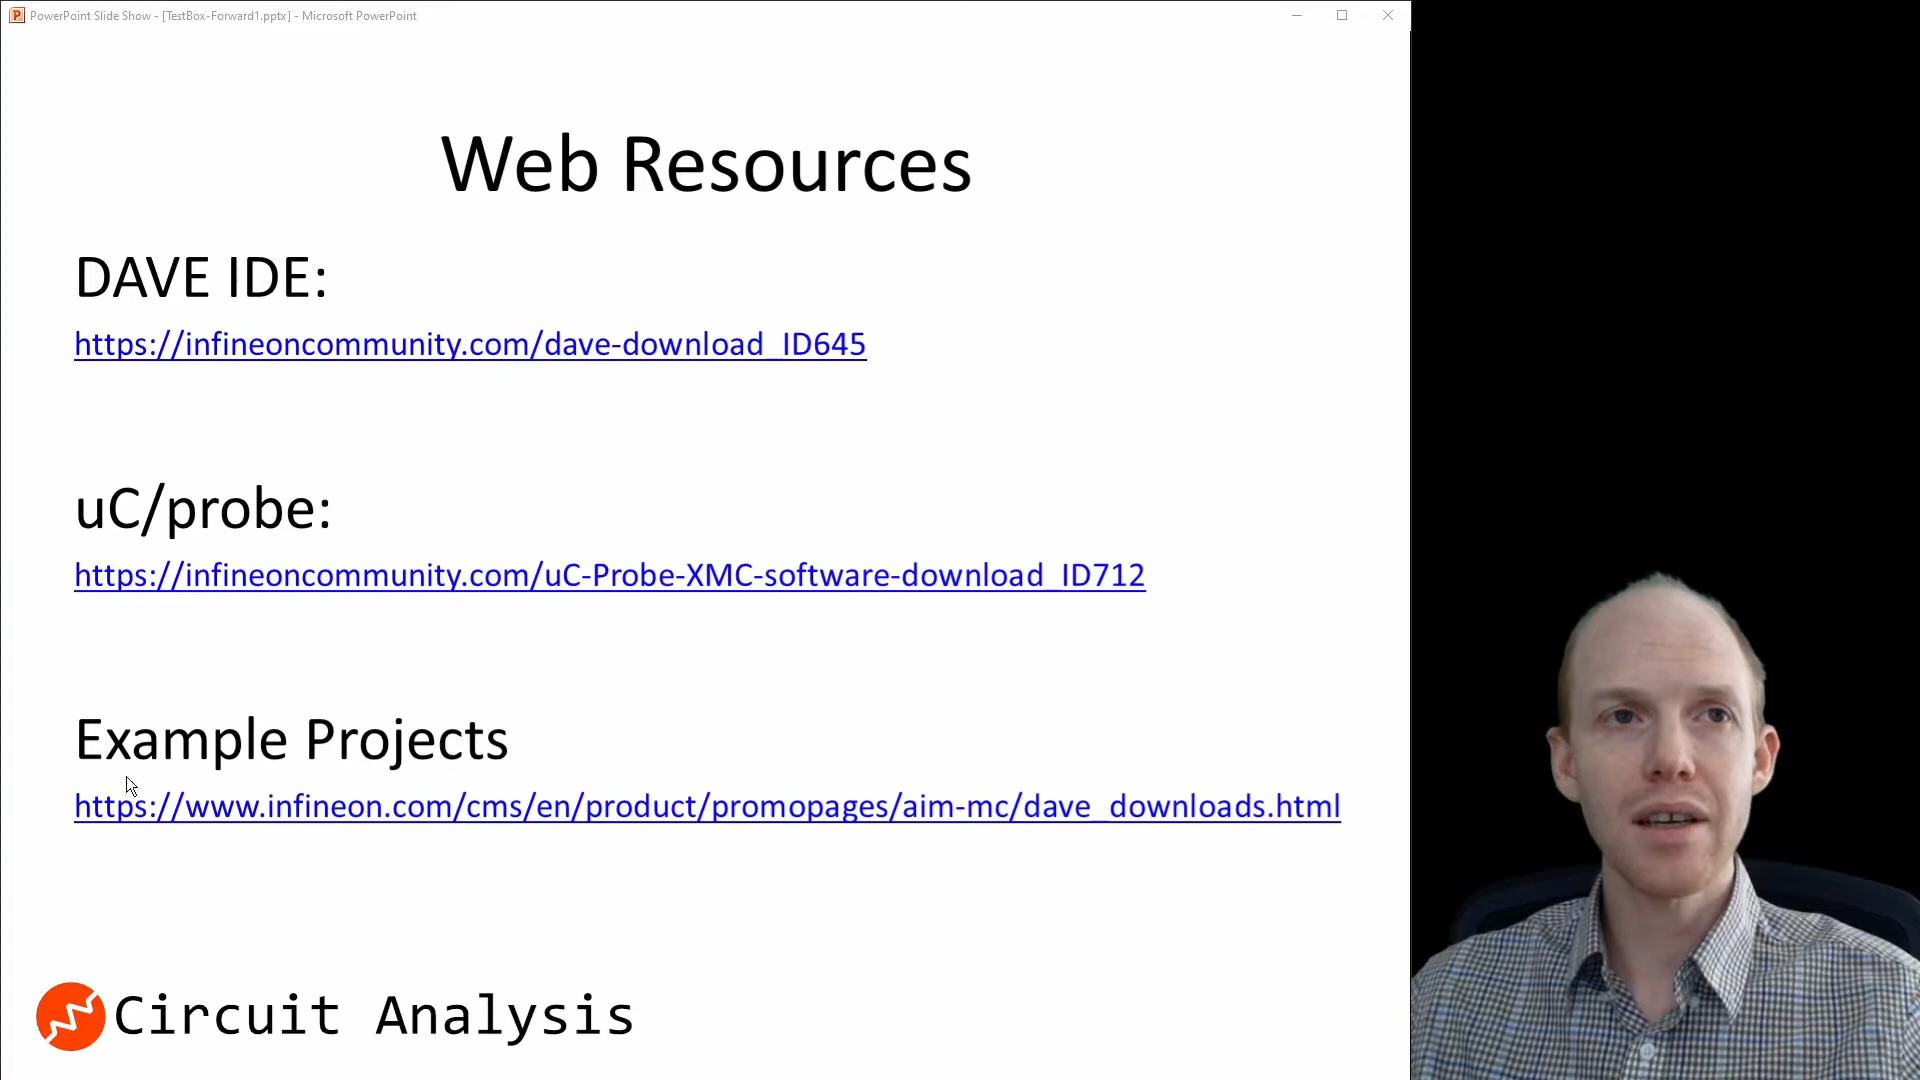 PowerPoint Slide Show - [TestBox-Forward1.pptx] - Microsoft PowerPoint
Web Resources
DAVE IDE:
https://infineoncommunity.com/dave-download_ID645
uC/probe:
https://infineoncommunity.com/uC-Probe-XMC-software-download_ID712
Example Projects
https://www.infineon.com/cms/en/product/promopages/aim-mc/dave_downloads.html
Circuit Analysis